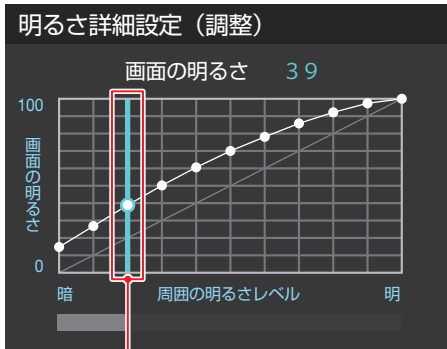 明るさ詳細設定（調整）
画面の明るさ ３９
100
画面の明るさ
0
暗 周囲の明るさレベル 明